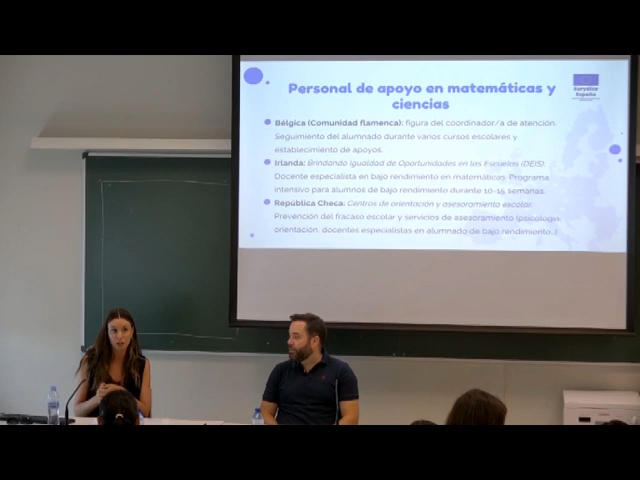 Personal de apoyo en matemáticas y
ciencias
Eurydice
España
Bélgica (Comunidad flamenca): figura del coordinador/a de atención.
Seguimiento del alumnado durante varios cursos escolares y
establecimiento de apoyos.
Irlanda: Brindando Igualdad de Oportunidades en las Escuelas (DEIS).
Docente especialista en bajo rendimiento en matemáticas. Programa
intensivo para alumnos de bajo rendimiento durante 10-15 semanas.
República Checa: Centros de orientación y asesoramiento escolar.
Prevención del fracaso escolar y servicios de asesoramiento (psicología,
orientación, docentes especialistas en alumnado de bajo rendimiento...)